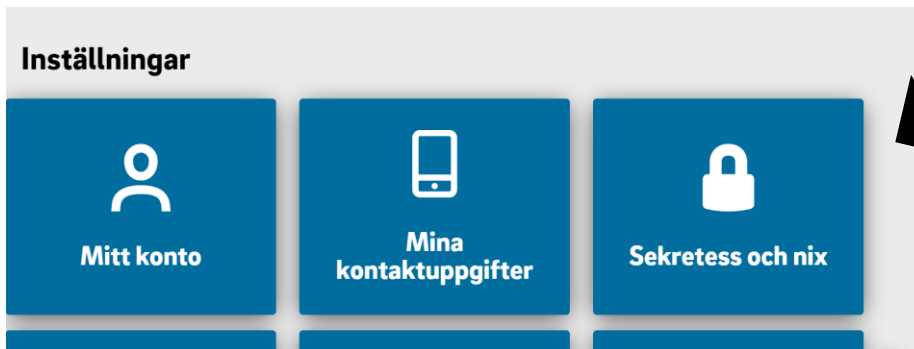 Inställningar
Mitt konto
Mina
kontaktuppgifter
Sekretess och nix